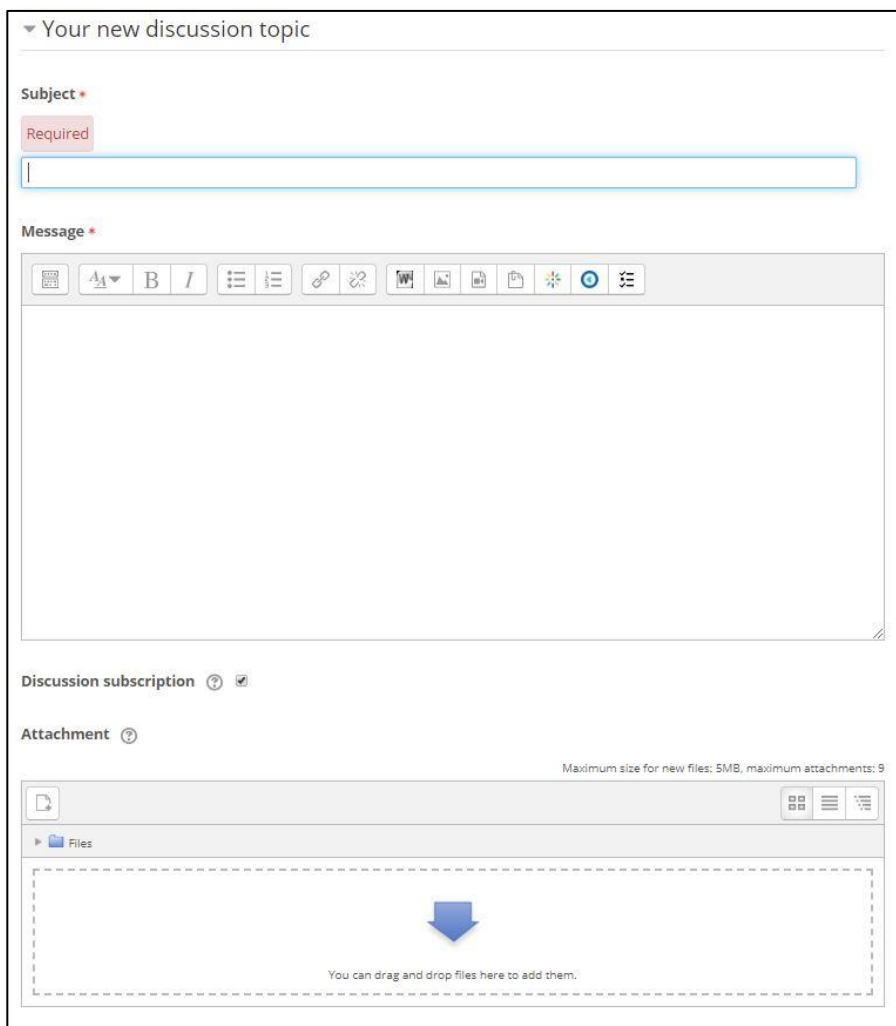 Your new discussion topic
Subject *
Required
Message *
Discussion subscription
Attachment
Maximum size for new files: 5MB, maximum attachments: 9
Files
You can drag and drop files here to add them.